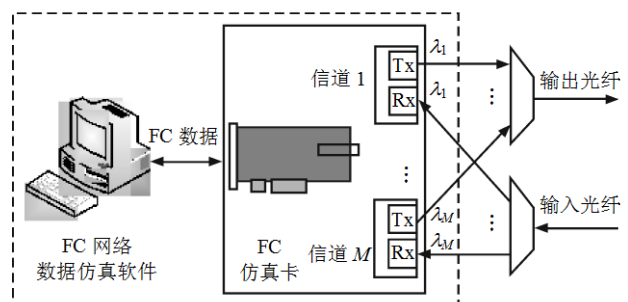 信道 1
Tx
Rx
λ1
λ1
⋮
输出光纤
FC 数据
⋮
⋮
输入光纤
信道 M
Tx
Rx
λM
λM
FC 网络
数据仿真软件
FC
仿真卡